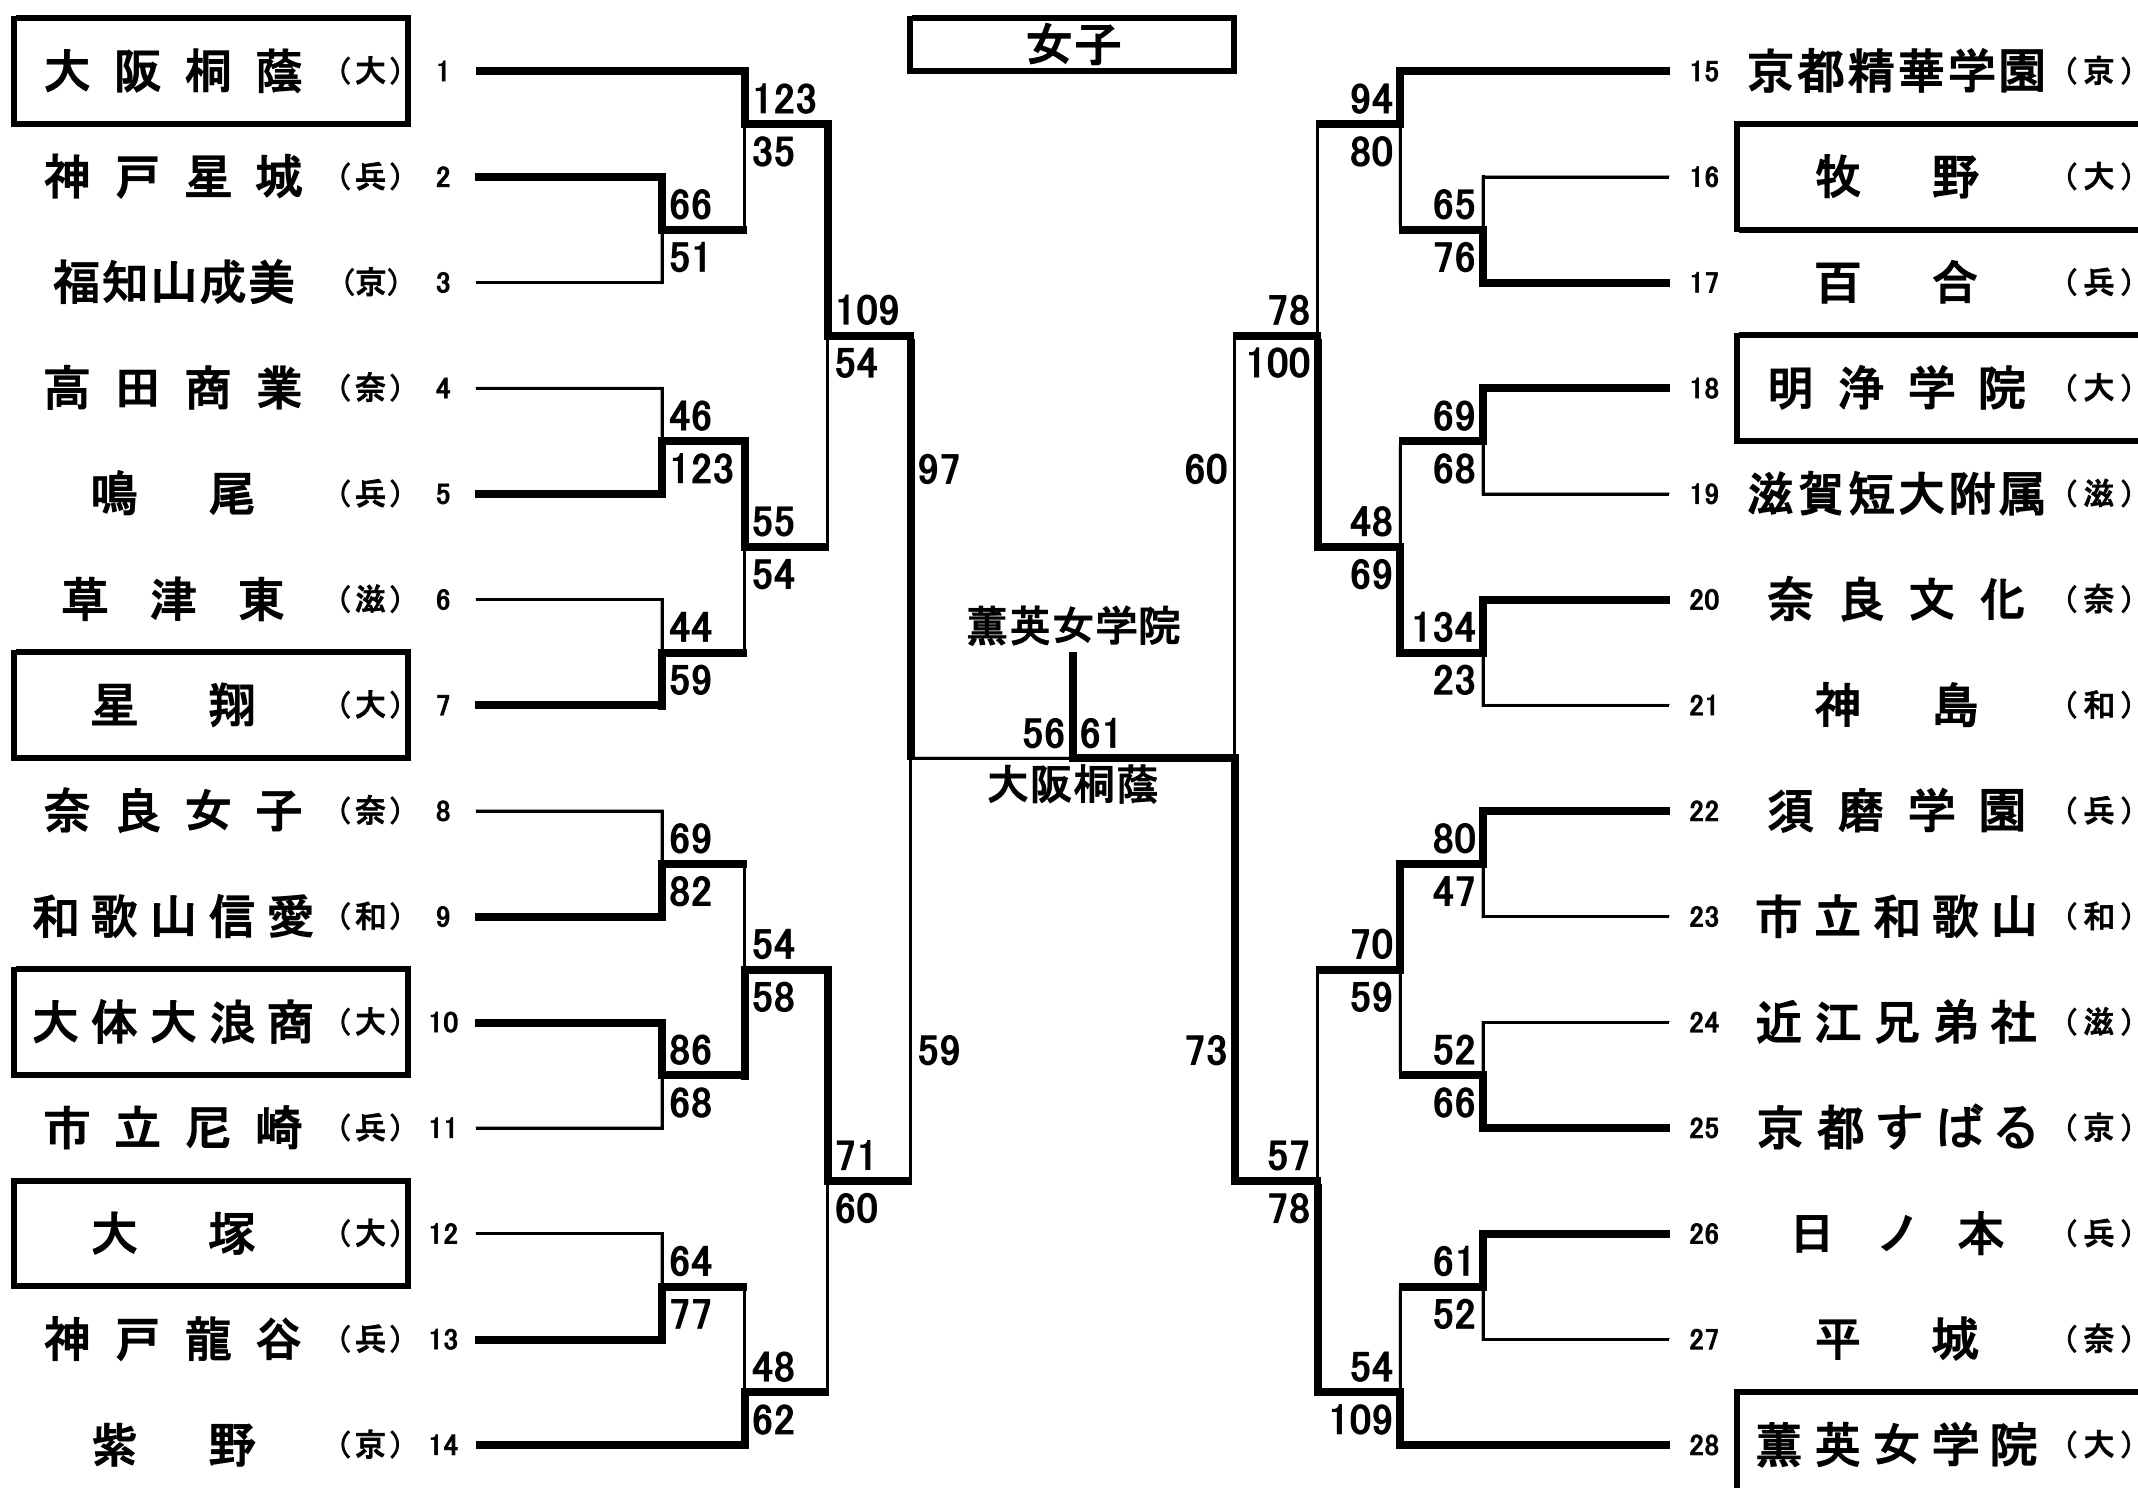 女子
大阪桐蔭 （大） 1
神戸星城 （兵） 2
福知山成美 （京） 3
高田商業 （奈） 4
鳴尾 （兵） 5
草津東 （滋） 6
星翔 （大） 7
奈良女子 （奈） 8
和歌山信愛 （和） 9
大体大浪商 （大） 10
市立尼崎 （兵） 11
大塚 （大） 12
神戸龍谷 （兵） 13
紫野 （京） 14
123
35
66
51
46
123
55
54
44
59
109
54
69
82
54
58
86
68
71
60
64
77
48
62
97
59
薫英女学院
56 61
大阪桐蔭
60
73
94
80
65
76
78
100
69
68
48
69
134
23
80
47
70
59
52
66
57
78
61
52
54
109
15 京都精華学園 （京）
16 牧野 （大）
17 百合 （兵）
18 明浄学院 （大）
19 滋賀短大附属 （滋）
20 奈良文化 （奈）
21 神島 （和）
22 須磨学園 （兵）
23 市立和歌山 （和）
24 近江兄弟社 （滋）
25 京都すばる （京）
26 日ノ本 （兵）
27 平城 （奈）
28 薫英女学院 （大）